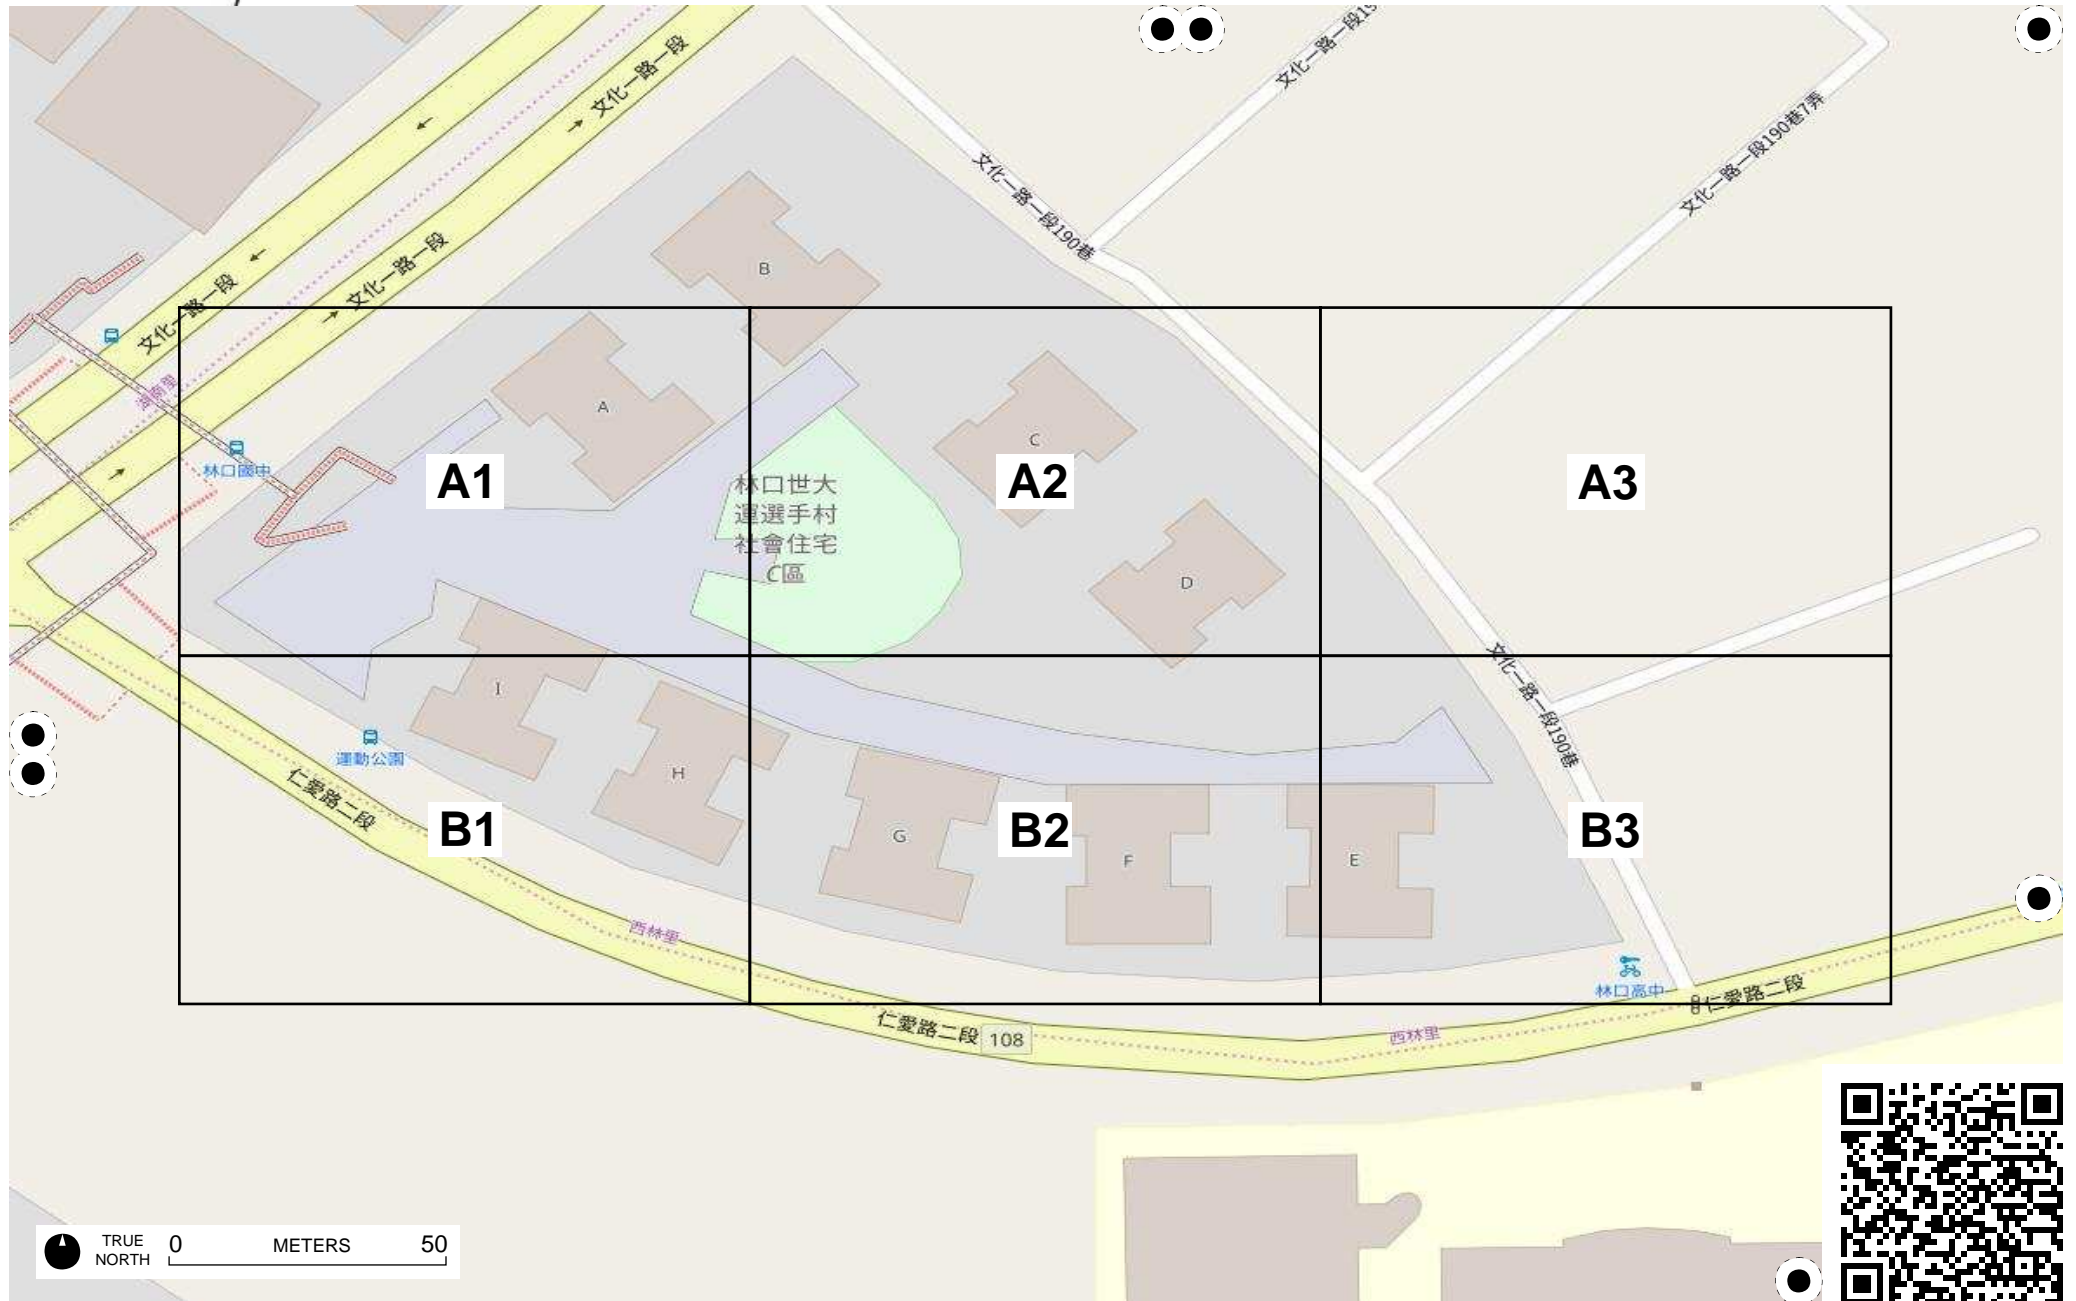 文化一路一段
文化一路一段19
文化一路一段190巷7弄
文化一路一段190巷
文化一路一段
文化一路一段
B
A
林口國中
A1
C
A2
A3
林口世大
運選手村
社會住宅
C區
D
文化一路一段190巷
I
運動公園
H
仁愛路二段
B1
G
B2
F
E
B3
西林里
林口高中
仁愛路二段
仁愛路二段
108
西林里
TRUE
NORTH
0
METERS
50